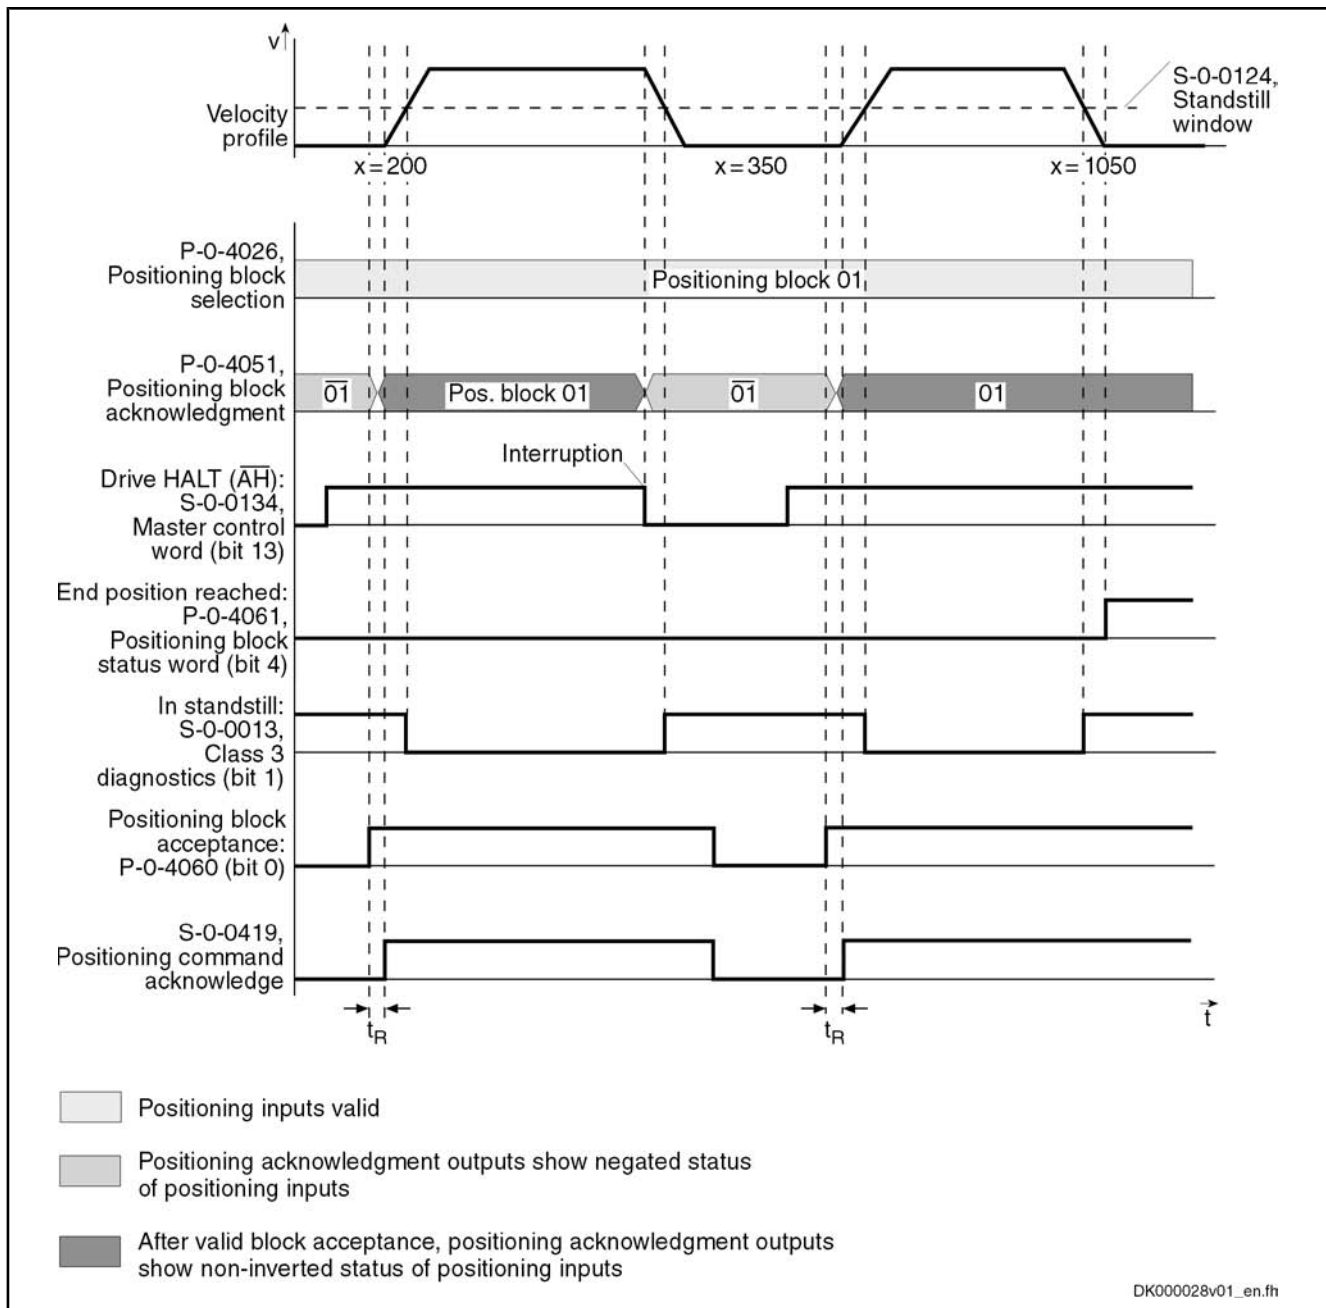 v
S-0-0124,
Standstill
window
Velocity
profile
x=200
x=350
x=1050
P-0-4026,
Positioning block
selection
Positioning block 01
P-0-4051,
Positioning block
acknowledgment
0̅1̅
Pos. block 01
0̅1̅
01
Interruption
Drive HALT (A̅H̅):
S-0-0134,
Master control
word (bit 13)
End position reached:
P-0-4061,
Positioning block
status word (bit 4)
In standstill:
S-0-0013,
Class 3
diagnostics (bit 1)
Positioning block
acceptance:
P-0-4060 (bit 0)
S-0-0419,
Positioning command
acknowledge
tR
tR
t
Positioning inputs valid
Positioning acknowledgment outputs show negated status
of positioning inputs
After valid block acceptance, positioning acknowledgment outputs
show non-inverted status of positioning inputs
DK000028v01_en.fh